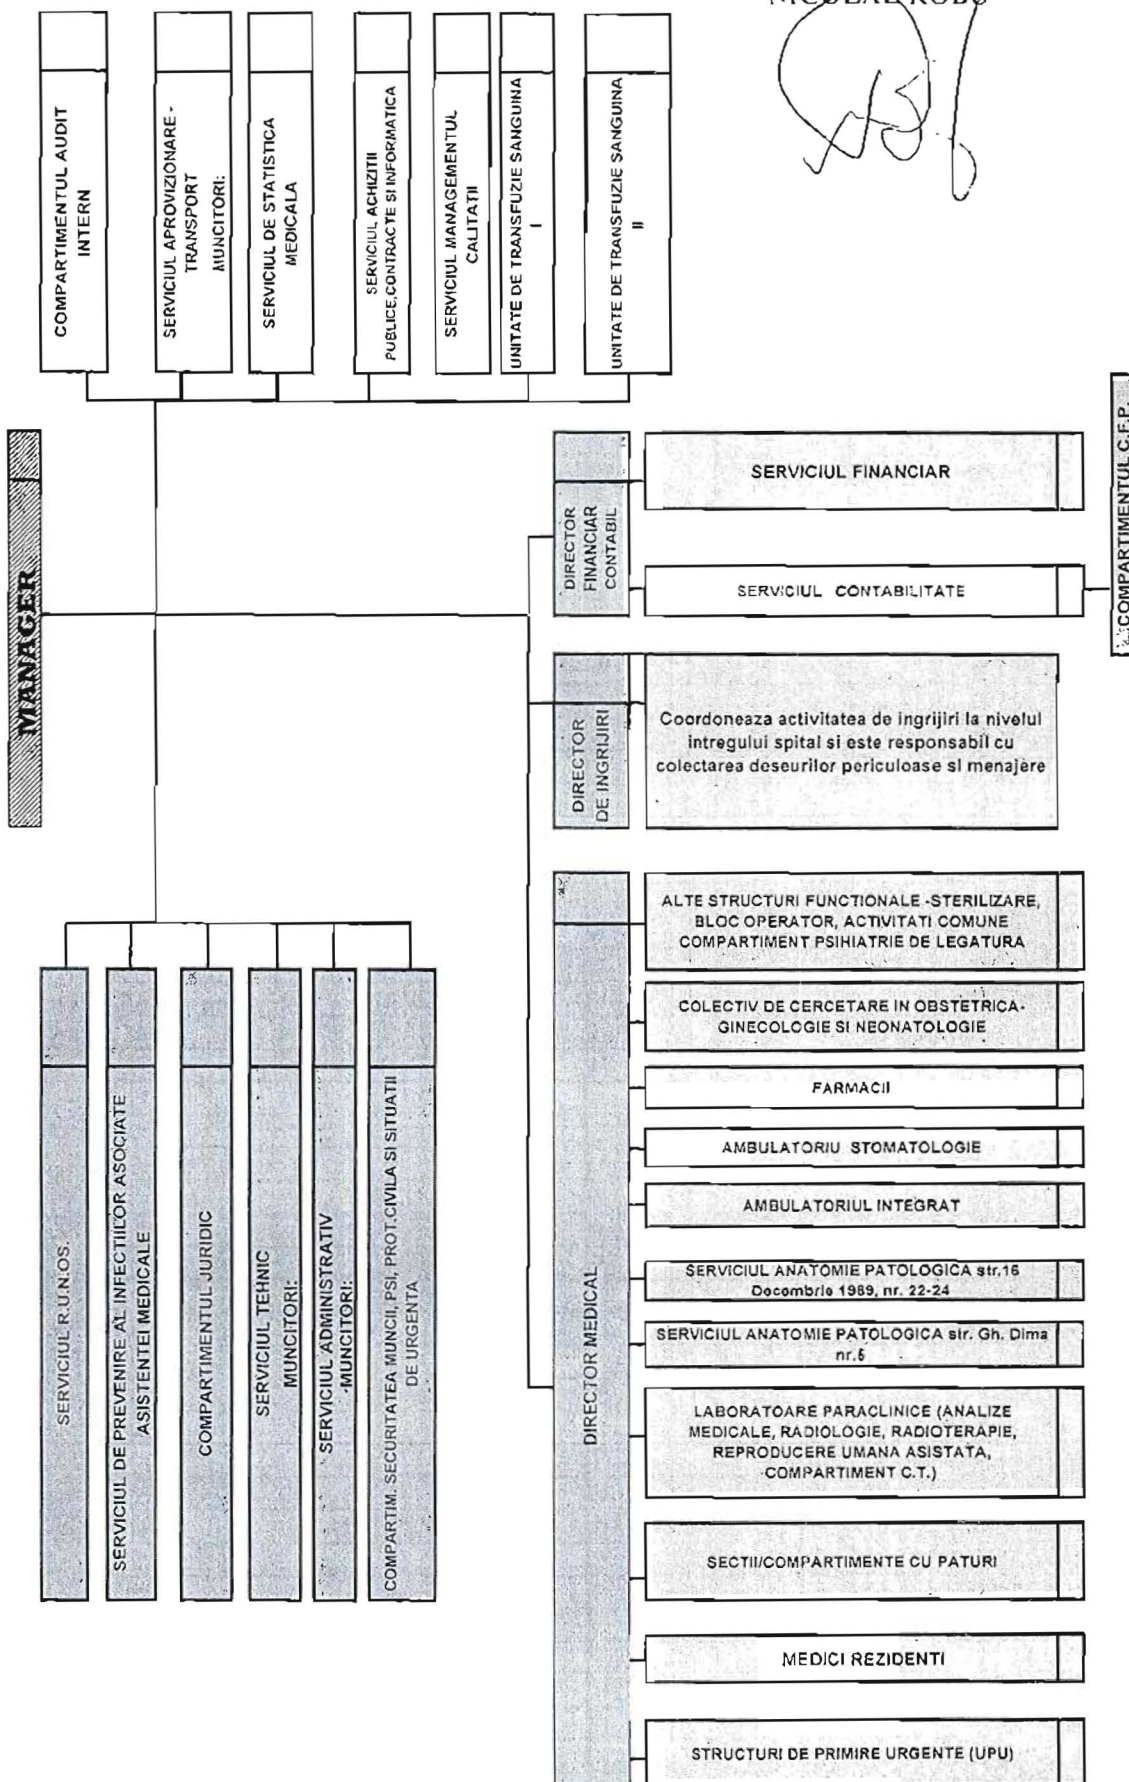 NICOLAE ROBU
MANAGER
COMPARTIMENTUL AUDIT
INTERN
SERVICIUL APROVIZIONARE -
TRANSPORT
MUNCITORI:
SERVICIUL DE STATISTICA
MEDICALA
SERVICIUL ACHIZITII
PUBLICE,CONTRACTE SI INFORMATICA
SERVICIUL MANAGEMENTUL
CALITATII
UNITATE DE TRANSFUZIE SANGUINA
I
UNITATE DE TRANSFUZIE SANGUINA
II
SERVICIUL R.U.N.OS.
SERVICIUL DE PREVENIRE AL INFECTIILOR ASOCIATE
ASISTENTEI MEDICALE
COMPARTIMENTUL JURIDIC
SERVICIUL TEHNIC
MUNCITORI:
SERVICIUL ADMINISTRATIV
MUNCITORI:
COMPARTIM. SECURITATEA MUNCII, PSI, PROT.CIVILA SI SITUATII
DE URGENTA
DIRECTOR
FINANCIAR
CONTABIL
SERVICIUL FINANCIAR
SERVICIUL CONTABILITATE
COMPARTIMENTUL C.F.P.
DIRECTOR
DE INGRIJIRI
Coordoneaza activitatea de ingrijiri la nivelul
intregului spital si este responsabil cu
colectarea deseurilor periculoase si menajere
DIRECTOR MEDICAL
ALTE STRUCTURI FUNCTIONALE -STERILIZARE,
BLOC OPERATOR, ACTIVITATI COMUNE
COMPARTIMENT PSIHIATRIE DE LEGATURA
COLECTIV DE CERCETARE IN OBSTETRICA-
GINECOLOGIE SI NEONATOLOGIE
FARMACII
AMBULATORIU STOMATOLOGIE
AMBULATORIUL INTEGRAT
SERVICIUL ANATOMIE PATOLOGICA str.16
Decembrie 1989, nr. 22-24
SERVICIUL ANATOMIE PATOLOGICA str. Gh. Dima
nr.5
LABORATOARE PARACLINICE (ANALIZE
MEDICALE, RADIOLOGIE, RADIOTERAPIE,
REPRODUCERE UMANA ASISTATA,
COMPARTIMENT C.T.)
SECTII/COMPARTIMENTE CU PATURI
MEDICI REZIDENTI
STRUCTURI DE PRIMIRE URGENTE (UPU)